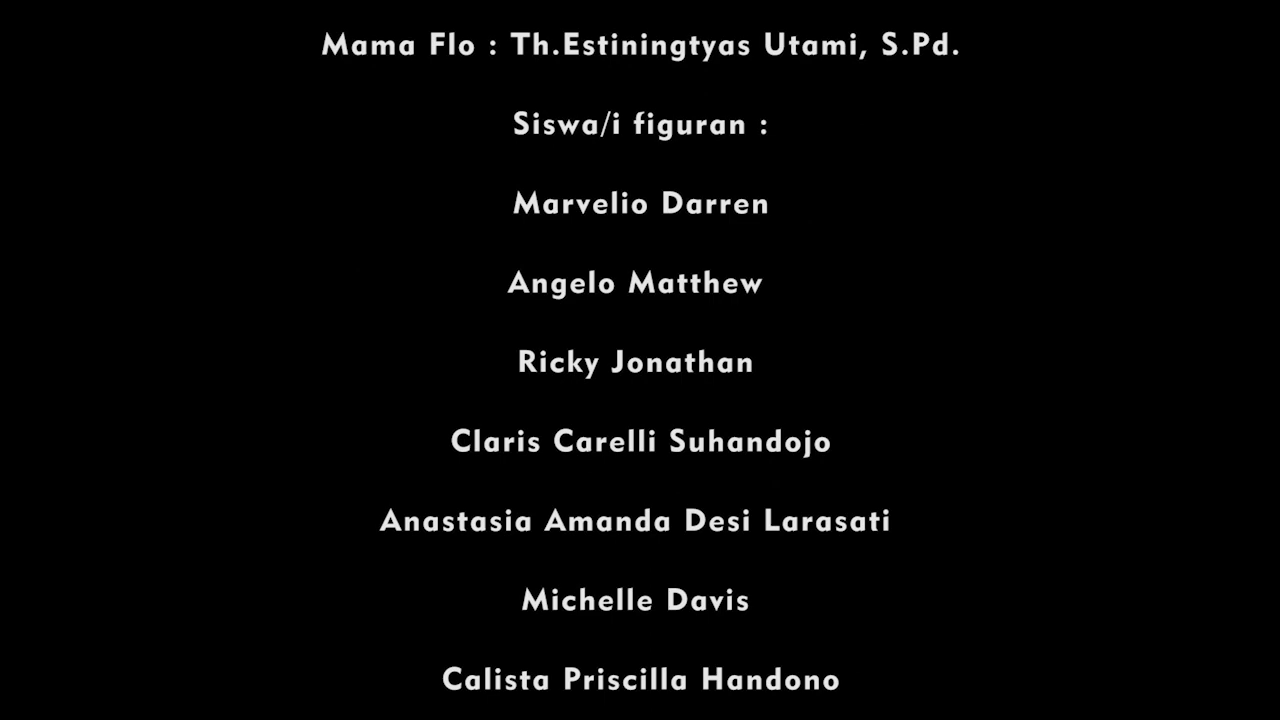 Mama Flo : Th.Estiningtyas Utami, S.Pd.
Siswa/i figuran :
Marvelio Darren
Angelo Matthew
Ricky Jonathan
Claris Carelli Suhandojo
Anastasia Amanda Desi Larasati
Michelle Davis
Calista Priscilla Handono